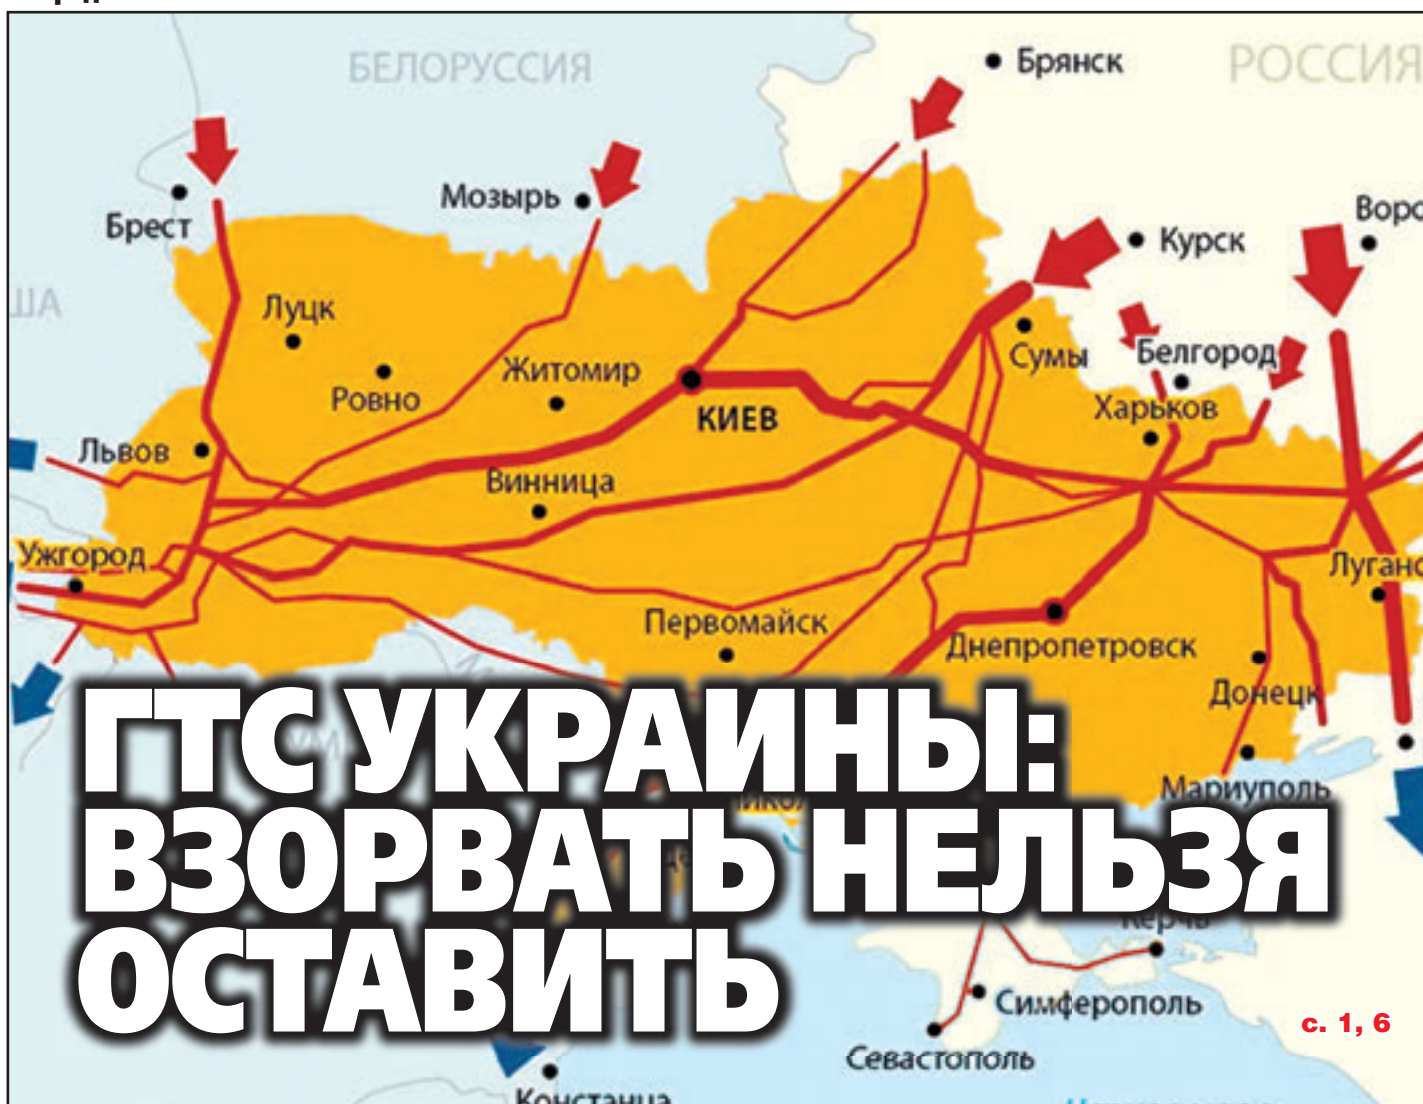 БЕЛОРУССИЯ
Брянск
РОССИЯ
Мозырь
Брест
Курск
Луцк
Сумы
Белгород
Житомир
Ровно
КИЕВ
Харьков
Львов
Винница
Ужгород
Первомайск
Днепропетровск
Донецк
Мариуполь
ГТС УКРАИНЫ:
ВЗОРВАТЬ НЕЛЬЗЯ
ОСТАВИТЬ
Керчь
Симферополь
с. 1, 6
Севастополь
Констанца